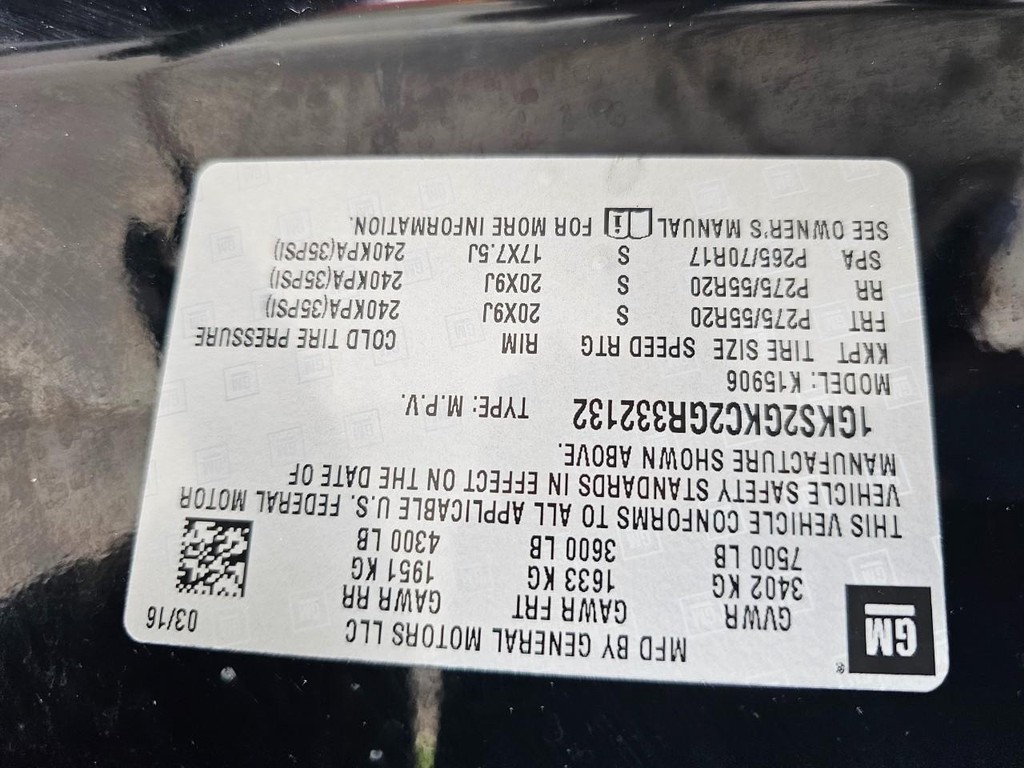 GM
MFD BY GENERAL MOTORS LLC
03/16
GVWR GAWR FRT GAWR RR
3402 KG 1633 KG 1951 KG
7500 LB 3600 LB 4300 LB
THIS VEHICLE CONFORMS TO ALL APPLICABLE U.S. FEDERAL MOTOR
VEHICLE SAFETY STANDARDS IN EFFECT ON THE DATE OF
MANUFACTURE SHOWN ABOVE.
1GKS2GKC2GR332132 TYPE: M.P.V.
MODEL: K15906
KKPT TIRE SIZE SPEED RTG RIM COLD TIRE PRESSURE
FRT P275/55R20 S 20X9J 240KPA(35PSI)
RR P275/55R20 S 20X9J 240KPA(35PSI)
SPA P265/70R17 S 17X7.5J 240KPA(35PSI)
SEE OWNER'S MANUAL i FOR MORE INFORMATION.